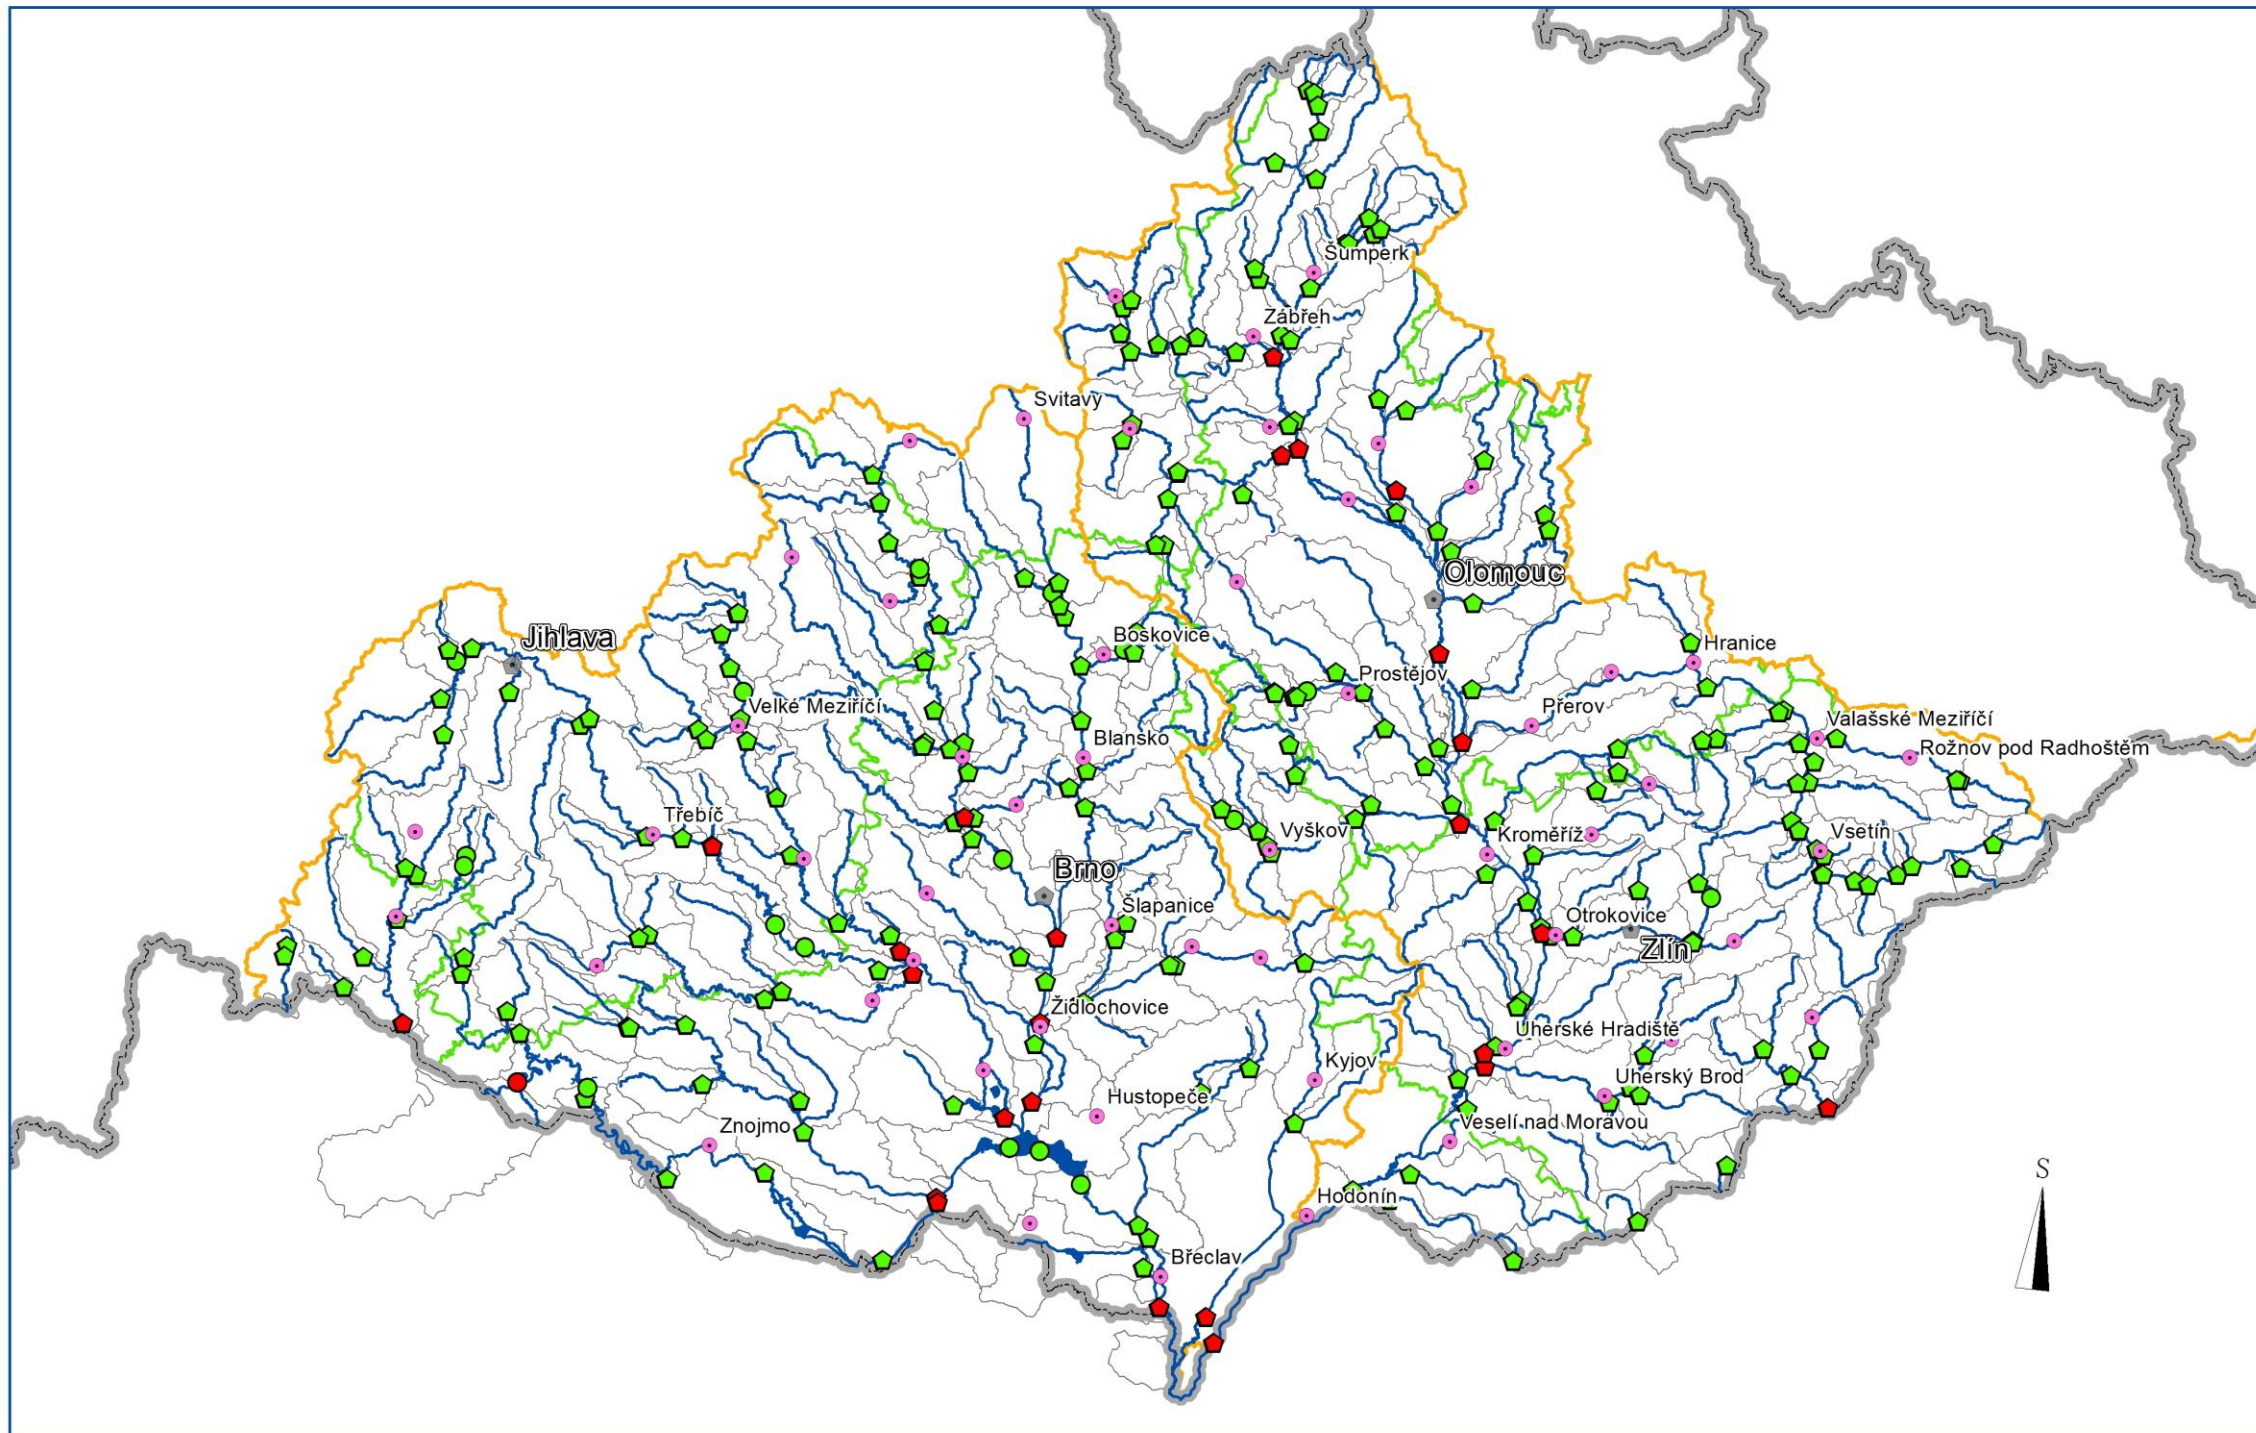 Šumperk
Zábřeh
Svitavy
Olomouc
Jihlava
Boskovice
Hranice
Prostějov
Velké Meziříčí
Přerov
Valašské Meziříčí
Blansko
Rožnov pod Radhoštěm
Třebíč
Vyškov
Kroměříž
Vsetín
Brno
Šlapanice
Otrokovice
Zlín
Židlochovice
Uherské Hradiště
Kyjov
Uherský Brod
Hustopeče
Znojmo
Veselí nad Moravou
S
Hodonín
Břeclav